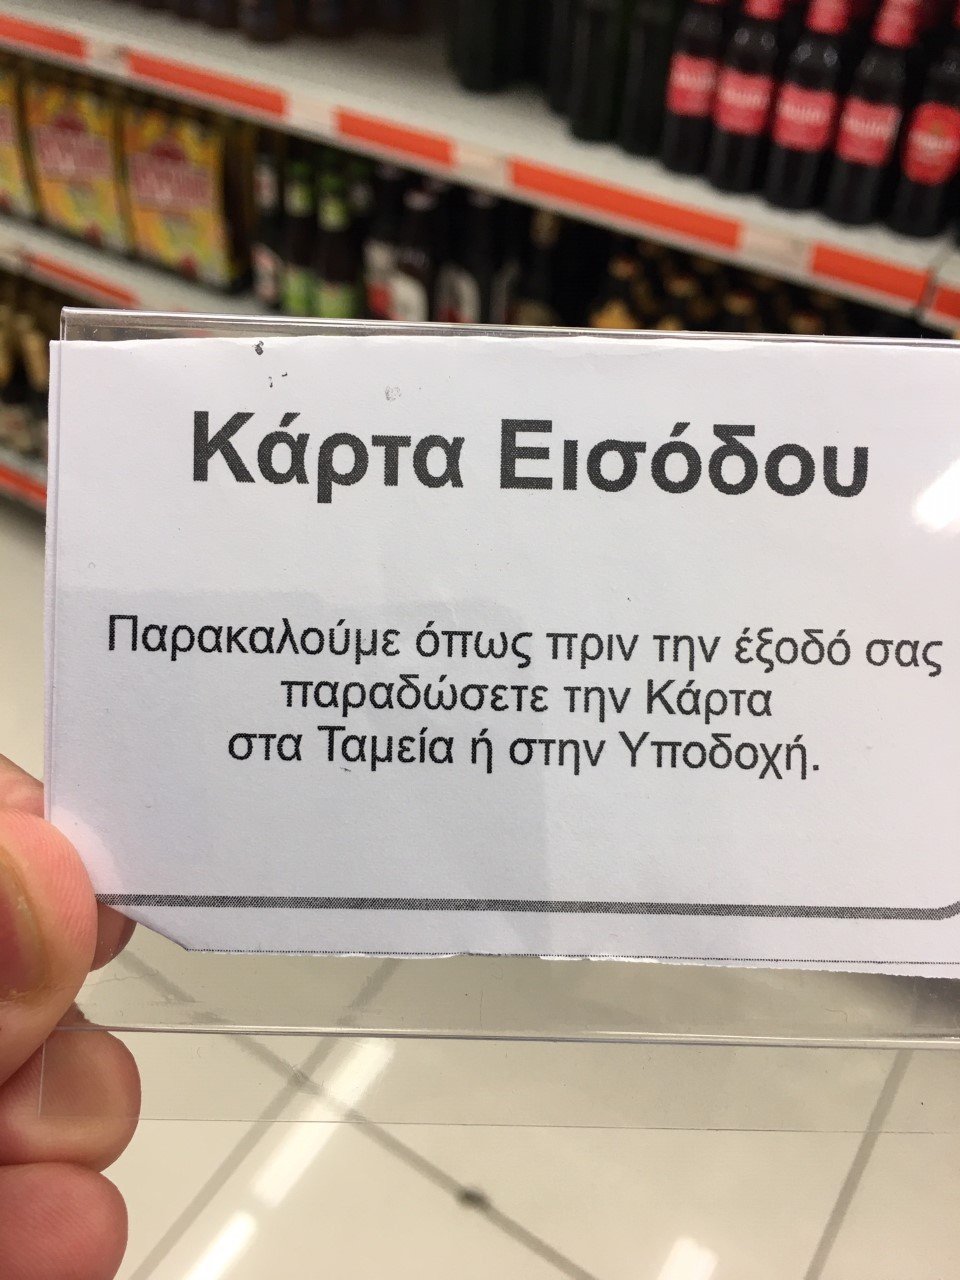 Κάρτα Εισόδου
Παρακαλούμε όπως πριν την έξοδό σας
παραδώσετε την Κάρτα
στα Ταμεία ή στην Υποδοχή.